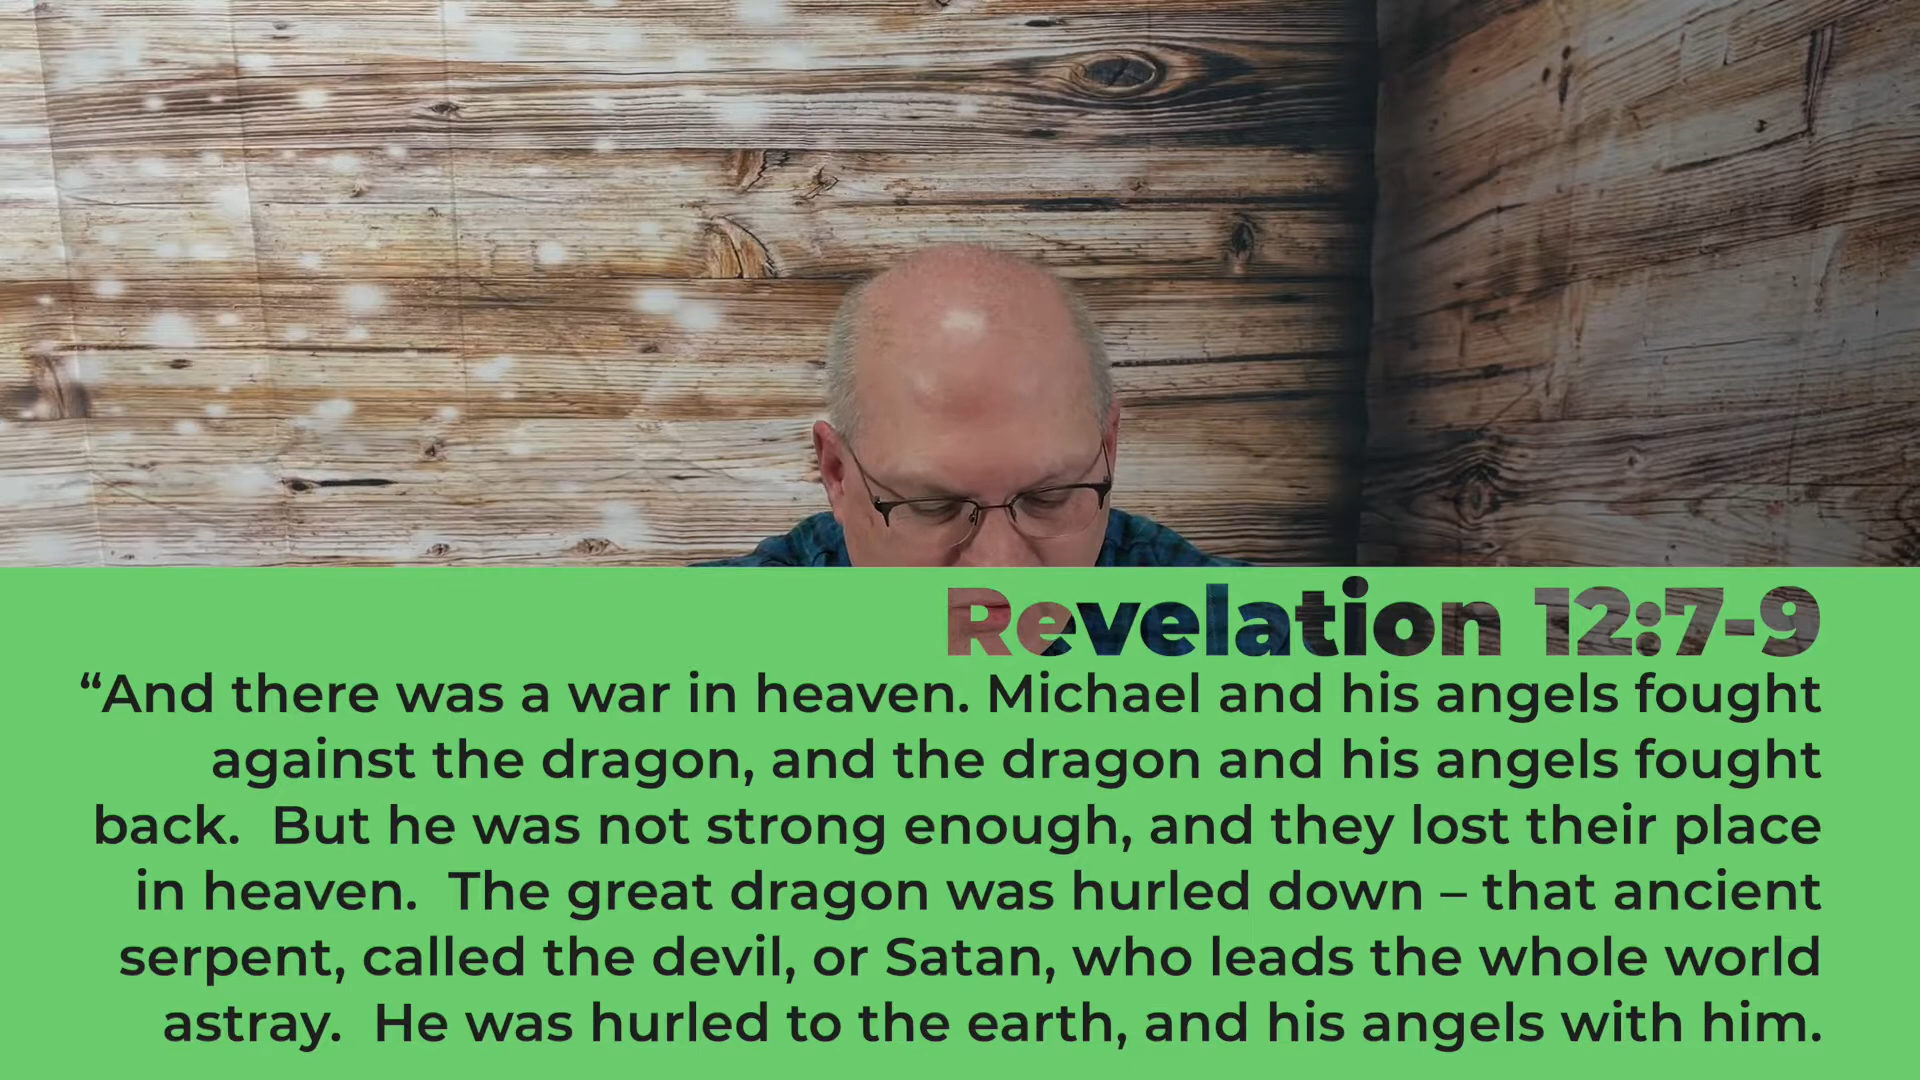 Revelation 12:7-9
“And there was a war in heaven. Michael and his angels fought
against the dragon, and the dragon and his angels fought
back.  But he was not strong enough, and they lost their place
in heaven.  The great dragon was hurled down – that ancient
serpent, called the devil, or Satan, who leads the whole world
astray.  He was hurled to the earth, and his angels with him.